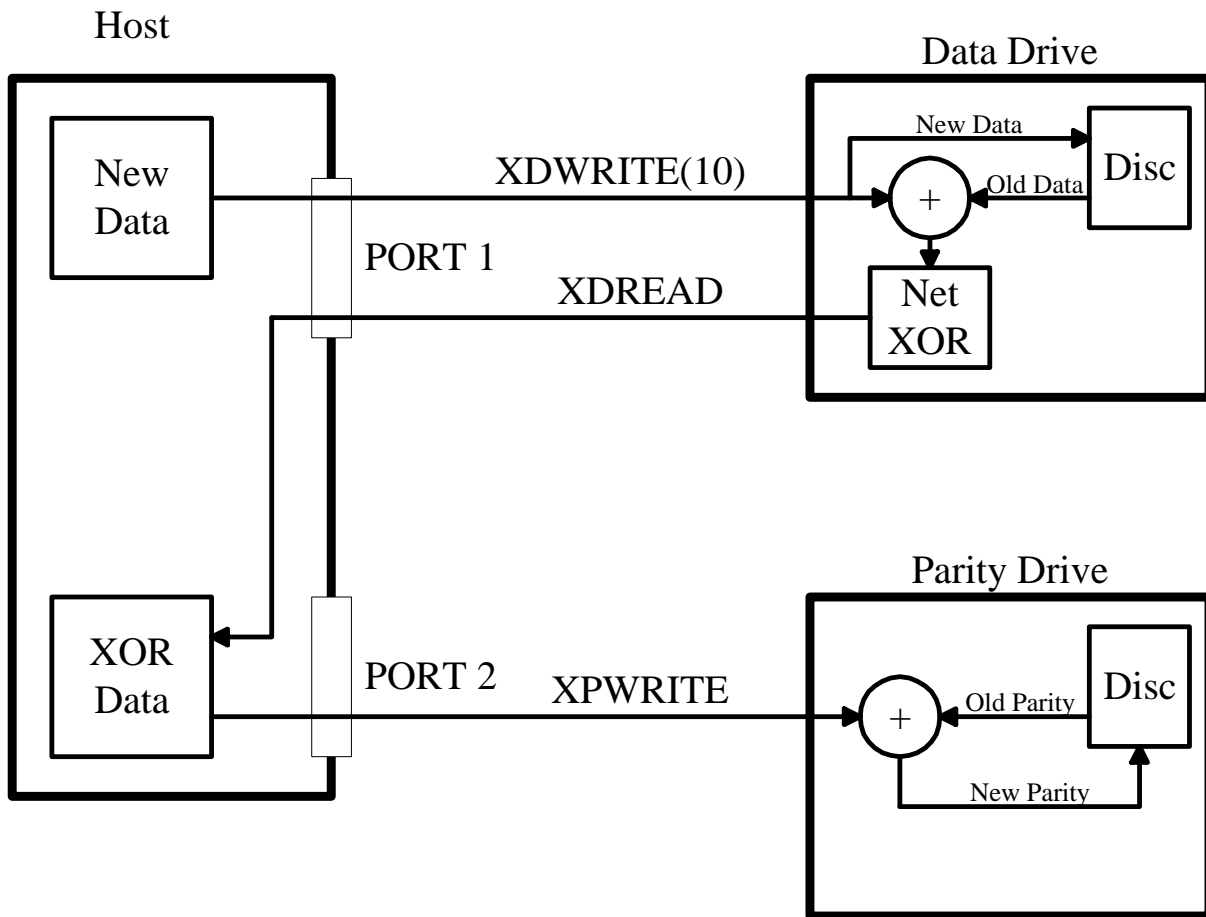 Host
Data Drive
New
Data
XDWRITE(10)
New Data
Old Data
Disc
+
PORT 1
XDREAD
Net
XOR
Parity Drive
XOR
Data
PORT 2
XPWRITE
+
Old Parity
Disc
New Parity